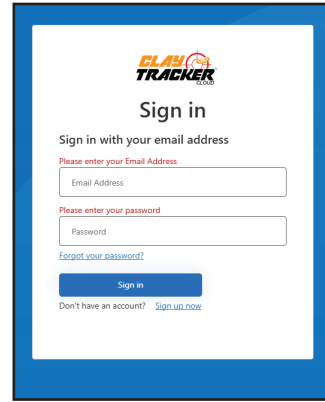 CLAY
TRACKER
CLOUD
Sign in
Sign in with your email address
Please enter your Email Address
Email Address
Please enter your password
Password
Forgot your password?
Sign in
Don't have an account? Sign up now